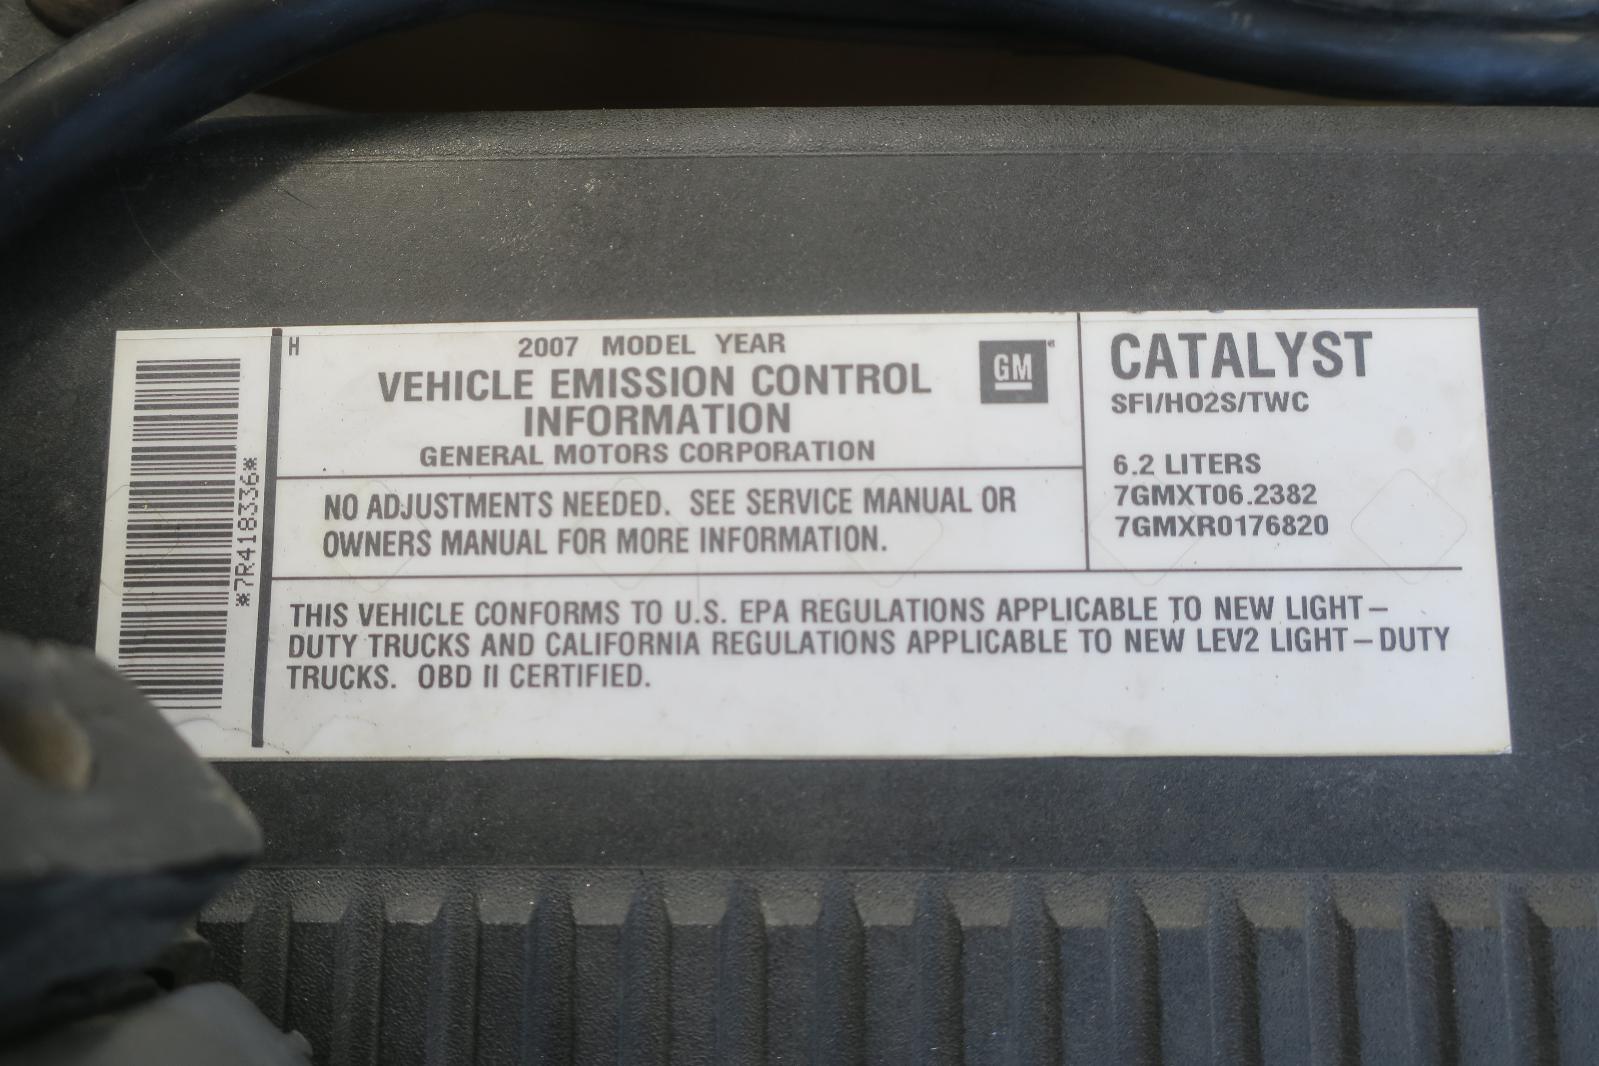 *7R418336*
H
2007 MODEL YEAR
VEHICLE EMISSION CONTROL
INFORMATION
GENERAL MOTORS CORPORATION
GM
NO ADJUSTMENTS NEEDED. SEE SERVICE MANUAL OR
OWNERS MANUAL FOR MORE INFORMATION.
CATALYST
SFI/HO2S/TWC
6.2 LITERS
7GMXT06.2382
7GMXR0176820
THIS VEHICLE CONFORMS TO U.S. EPA REGULATIONS APPLICABLE TO NEW LIGHT–
DUTY TRUCKS AND CALIFORNIA REGULATIONS APPLICABLE TO NEW LEV2 LIGHT–DUTY
TRUCKS. OBD II CERTIFIED.